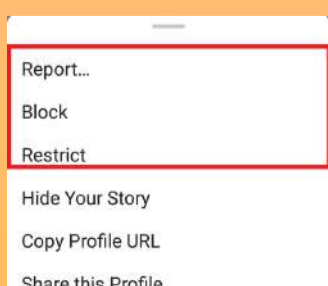 Report...
Block
Restrict
Hide Your Story
Copy Profile URL
Share this Profile